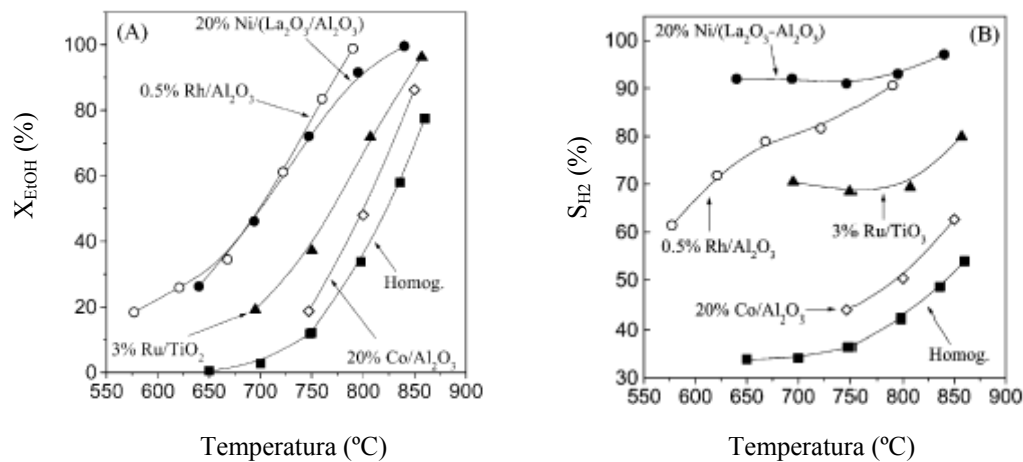 (A)
20% Ni/(La₂O₃/Al₂O₃)
0.5% Rh/Al₂O₃
Homog.
3% Ru/TiO₂
20% Co/Al₂O₃
X_EtOH (%)
100
80
60
40
20
0
550 600 650 700 750 800 850 900
Temperatura (ºC)
(B)
20% Ni/(La₂O₃-Al₂O₃)
0.5% Rh/Al₂O₃
3% Ru/TiO₃
20% Co/Al₂O₃
Homog.
S_H2 (%)
100
90
80
70
60
50
40
30
550 600 650 700 750 800 850 900
Temperatura (ºC)